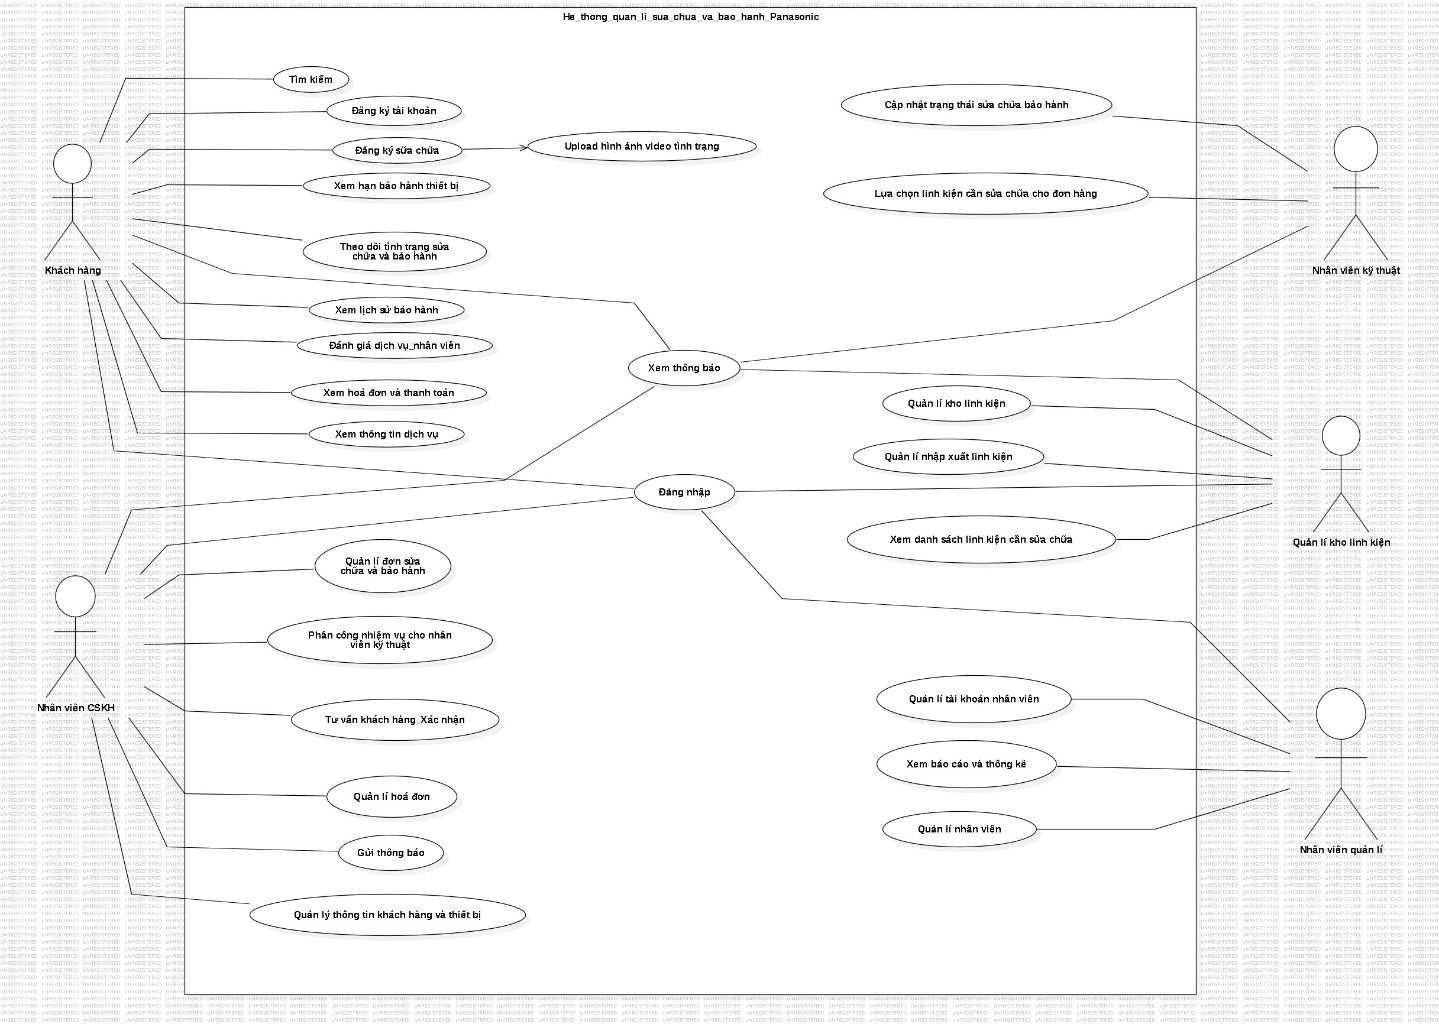 He_thong_quan_li_sua_chua_va_bao_hanh_Panasonic
Tìm kiếm
Đăng ký tài khoản
Đăng ký sửa chữa
Upload hình ảnh video tình trạng
Xem hạn bảo hành thiết bị
Theo dõi tình trạng sửa
chữa và bảo hành
Khách hàng
Xem lịch sử bảo hành
Đánh giá dịch vụ_nhân viên
Xem hoá đơn và thanh toán
Xem thông tin dịch vụ
Cập nhật trạng thái sửa chữa bảo hành
Lựa chọn linh kiện cần sửa chữa cho đơn hàng
Nhân viên kỹ thuật
Xem thông báo
Đăng nhập
Quản lí kho linh kiện
Quản lí nhập xuất linh kiện
Xem danh sách linh kiện cần sửa chữa
Quản lí kho linh kiện
Quản lí đơn sửa
chữa và bảo hành
Phân công nhiệm vụ cho nhân
viên kỹ thuật
Nhân viên CSKH
Tư vấn khách hàng_Xác nhận
Quản lí hoá đơn
Gửi thông báo
Quản lý thông tin khách hàng và thiết bị
Quản lí tài khoản nhân viên
Xem báo cáo và thống kê
Quản lí nhân viên
Nhân viên quản lí
UNREGISTERED